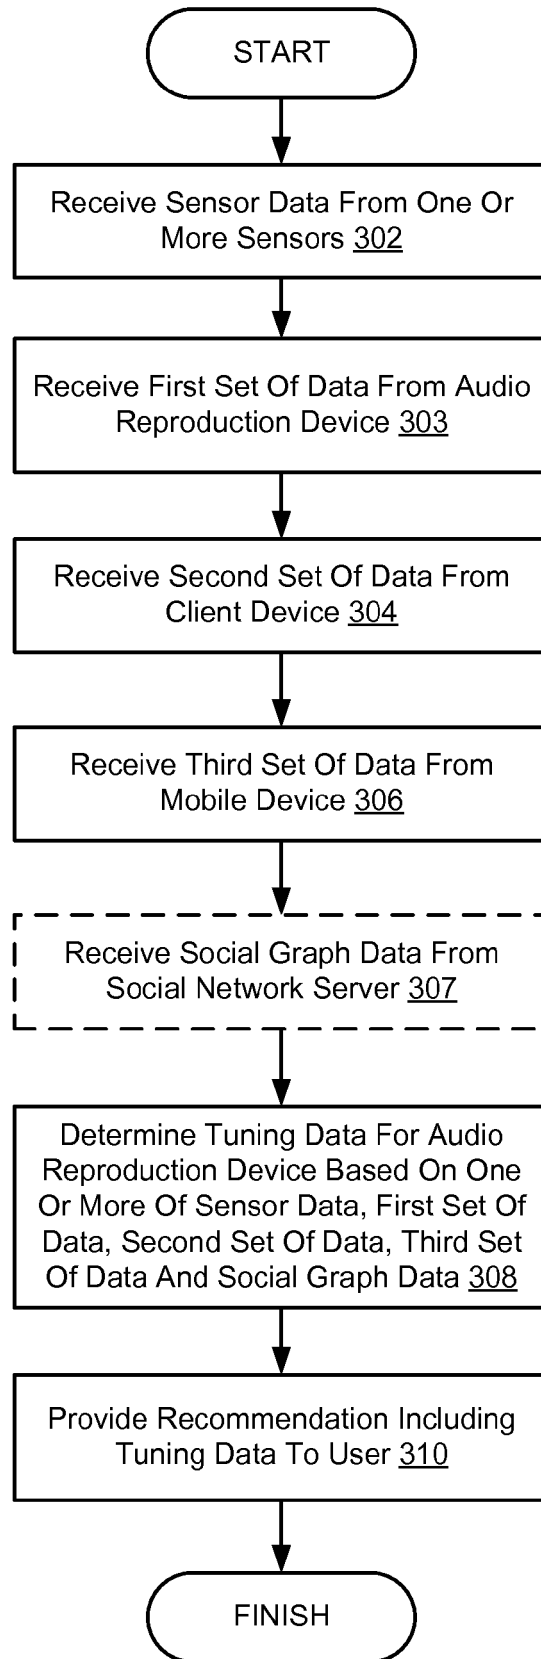 START
Receive Sensor Data From One Or
More Sensors 302
Receive First Set Of Data From Audio
Reproduction Device 303
Receive Second Set Of Data From
Client Device 304
Receive Third Set Of Data From
Mobile Device 306
Receive Social Graph Data From
Social Network Server 307
Determine Tuning Data For Audio
Reproduction Device Based On One
Or More Of Sensor Data, First Set Of
Data, Second Set Of Data, Third Set
Of Data And Social Graph Data 308
Provide Recommendation Including
Tuning Data To User 310
FINISH